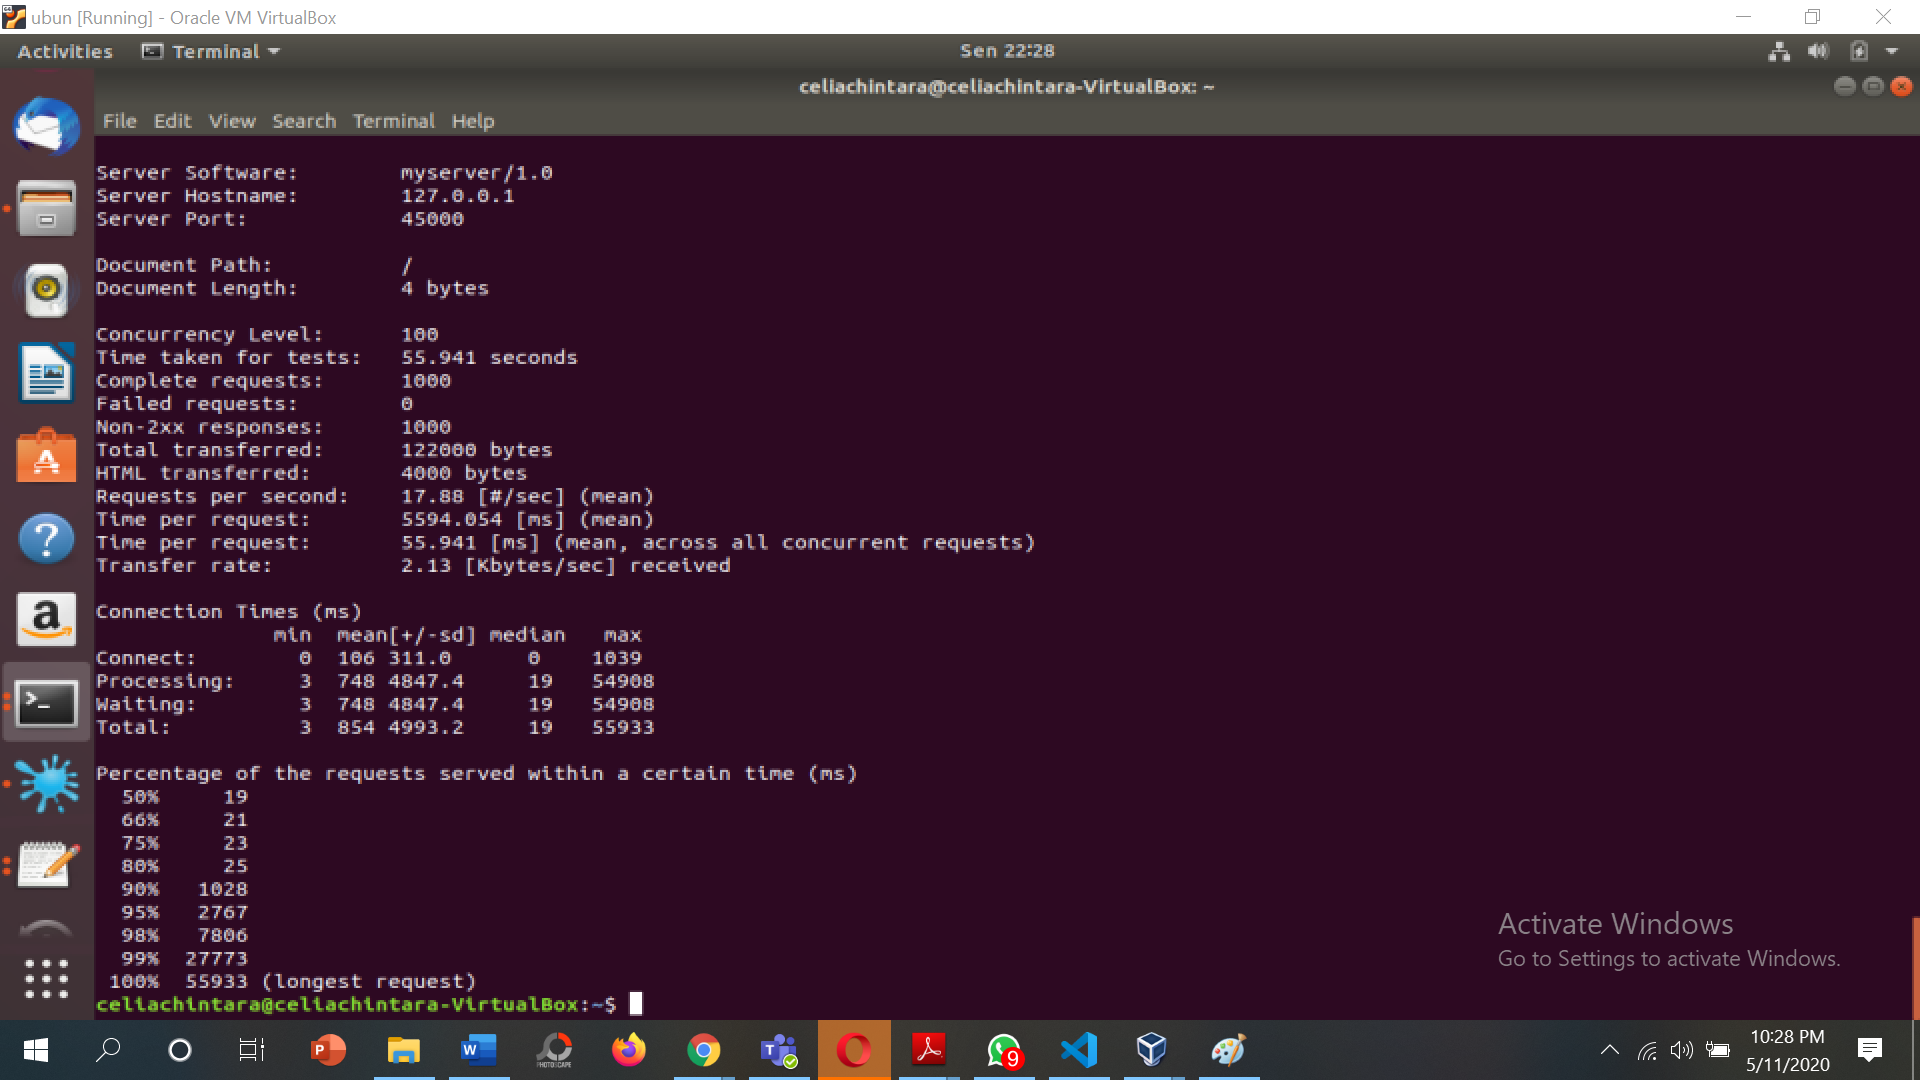 ubun [Running] - Oracle VM VirtualBox
Activities Terminal Sen 22:28
celiachintara@celiachintara-VirtualBox: ~
File Edit View Search Terminal Help
Server Software: myserver/1.0
Server Hostname: 127.0.0.1
Server Port: 45000
Document Path: /
Document Length: 4 bytes
Concurrency Level: 100
Time taken for tests: 55.941 seconds
Complete requests: 1000
Failed requests: 0
Non-2xx responses: 1000
Total transferred: 122000 bytes
HTML transferred: 4000 bytes
Requests per second: 17.88 [#/sec] (mean)
Time per request: 5594.054 [ms] (mean)
Time per request: 55.941 [ms] (mean, across all concurrent requests)
Transfer rate: 2.13 [Kbytes/sec] received
Connection Times (ms)
min mean[+/-sd] median max
Connect: 0 106 311.0 0 1039
Processing: 3 748 4847.4 19 54908
Waiting: 3 748 4847.4 19 54908
Total: 3 854 4993.2 19 55933
Percentage of the requests served within a certain time (ms)
50% 19
66% 21
75% 23
80% 25
90% 1028
95% 2767
98% 7806
99% 27773
100% 55933 (longest request)
celiachintara@celiachintara-VirtualBox:~$
Activate Windows
Go to Settings to activate Windows.
PHOTOSCAPE
9
10:28 PM
5/11/2020